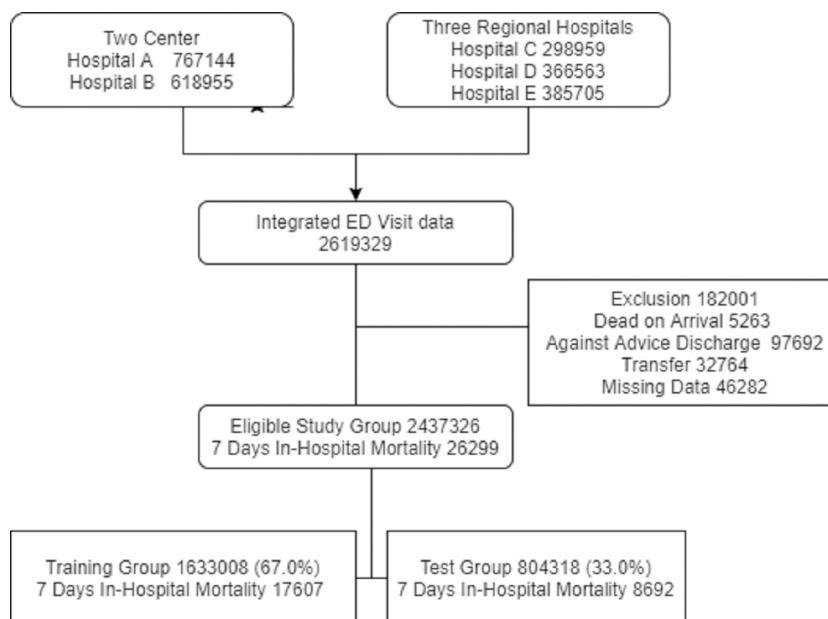 Two Center
Hospital A 767144
Hospital B 618955
Three Regional Hospitals
Hospital C 298959
Hospital D 366563
Hospital E 385705
Integrated ED Visit data
2619329
Exclusion 182001
Dead on Arrival 5263
Against Advice Discharge 97692
Transfer 32764
Missing Data 46282
Eligible Study Group 2437326
7 Days In-Hospital Mortality 26299
Training Group 1633008 (67.0%)
7 Days In-Hospital Mortality 17607
Test Group 804318 (33.0%)
7 Days In-Hospital Mortality 8692